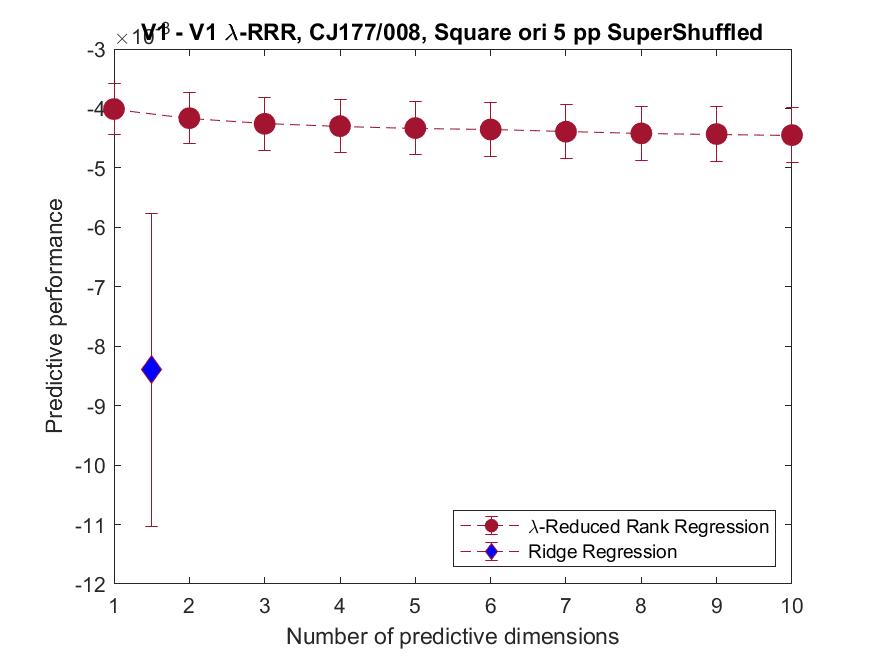 V1 - V1 λ-RRR, CJ177/008, Square ori 5 pp SuperShuffled
-3
-4
-5
-6
-7
-8
-9
-10
-11
-12
Predictive performance
λ-Reduced Rank Regression
Ridge Regression
1 2 3 4 5 6 7 8 9 10
Number of predictive dimensions